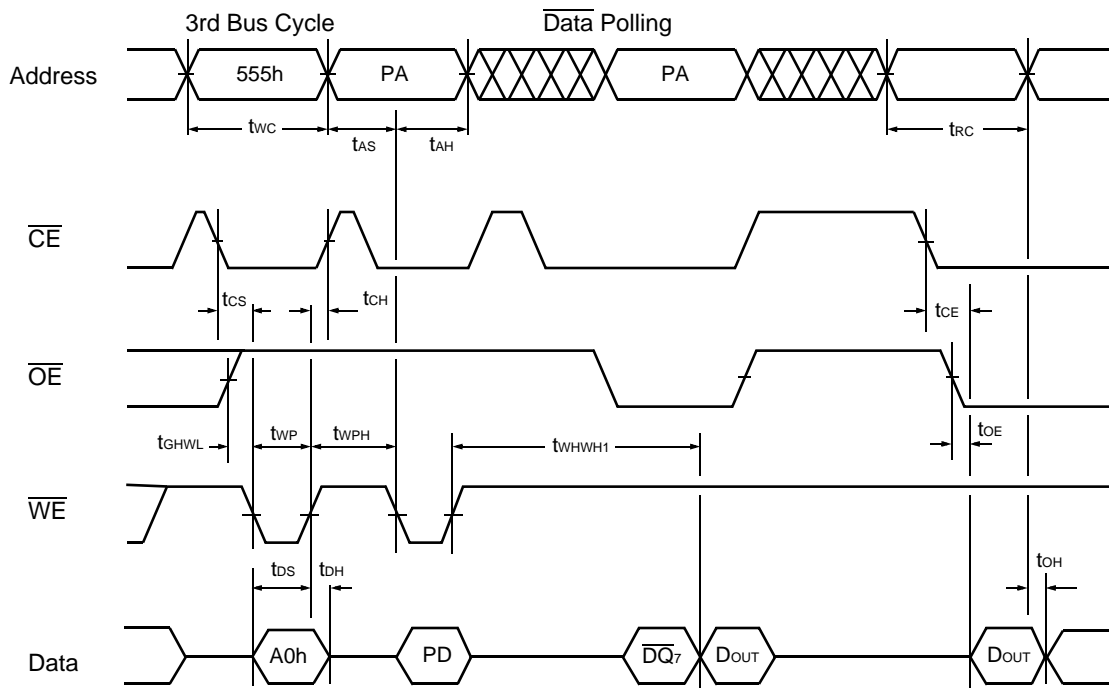 3rd Bus Cycle
Data Polling
Address
555h
PA
PA
tWC
tAS
tAH
tRC
CE
tCS
tCH
tCE
OE
tGHWL
tWP
tWPH
tWHWH1
tOE
WE
tDS
tDH
tOH
Data
A0h
PD
DQ7
DOUT
DOUT